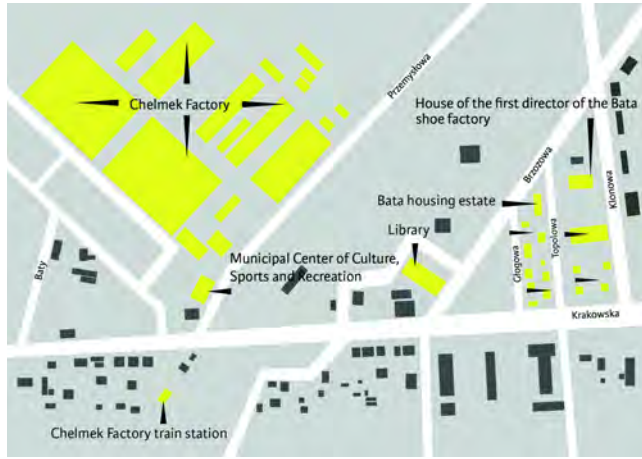 Chelmek Factory
Przemysłowa
House of the first director of the Bata
shoe factory
Brzozowa
Klonowa
Bata housing estate
Library
Głogowa
Topolowa
Municipal Center of Culture,
Sports and Recreation
Baty
Krakowska
Chelmek Factory train station